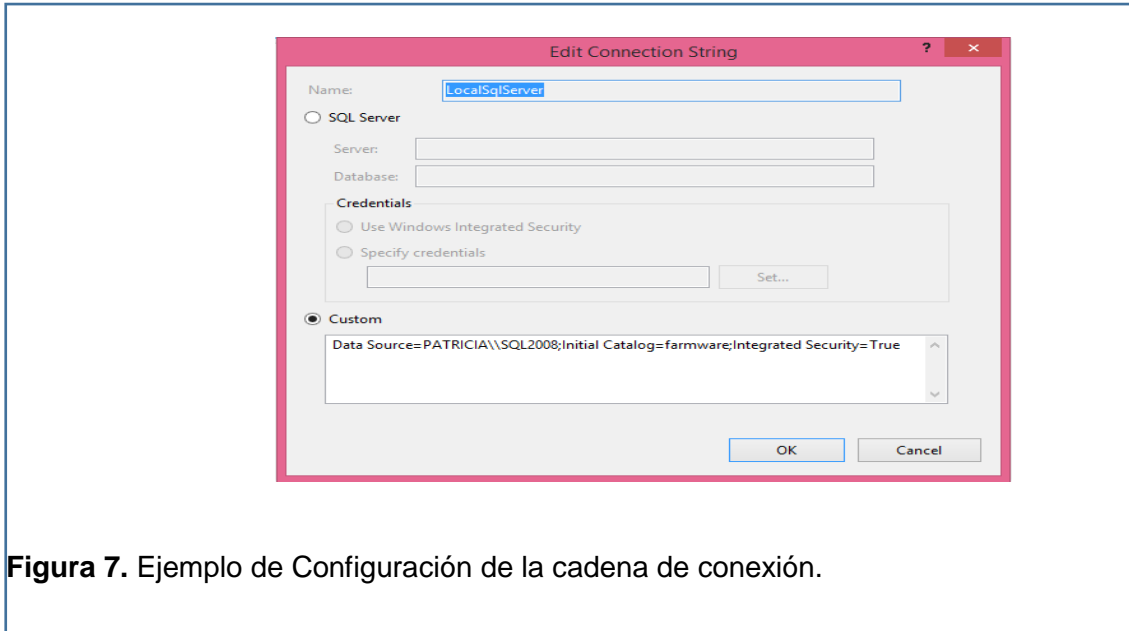 Edit Connection String
? ×
Name: LocalSqlServer
SQL Server
Server:
Database:
Credentials
Use Windows Integrated Security
Specify credentials
Set...
Custom
Data Source=PATRICIA\\SQL2008;Initial Catalog=farmware;Integrated Security=True
OK Cancel
Figura 7. Ejemplo de Configuración de la cadena de conexión.